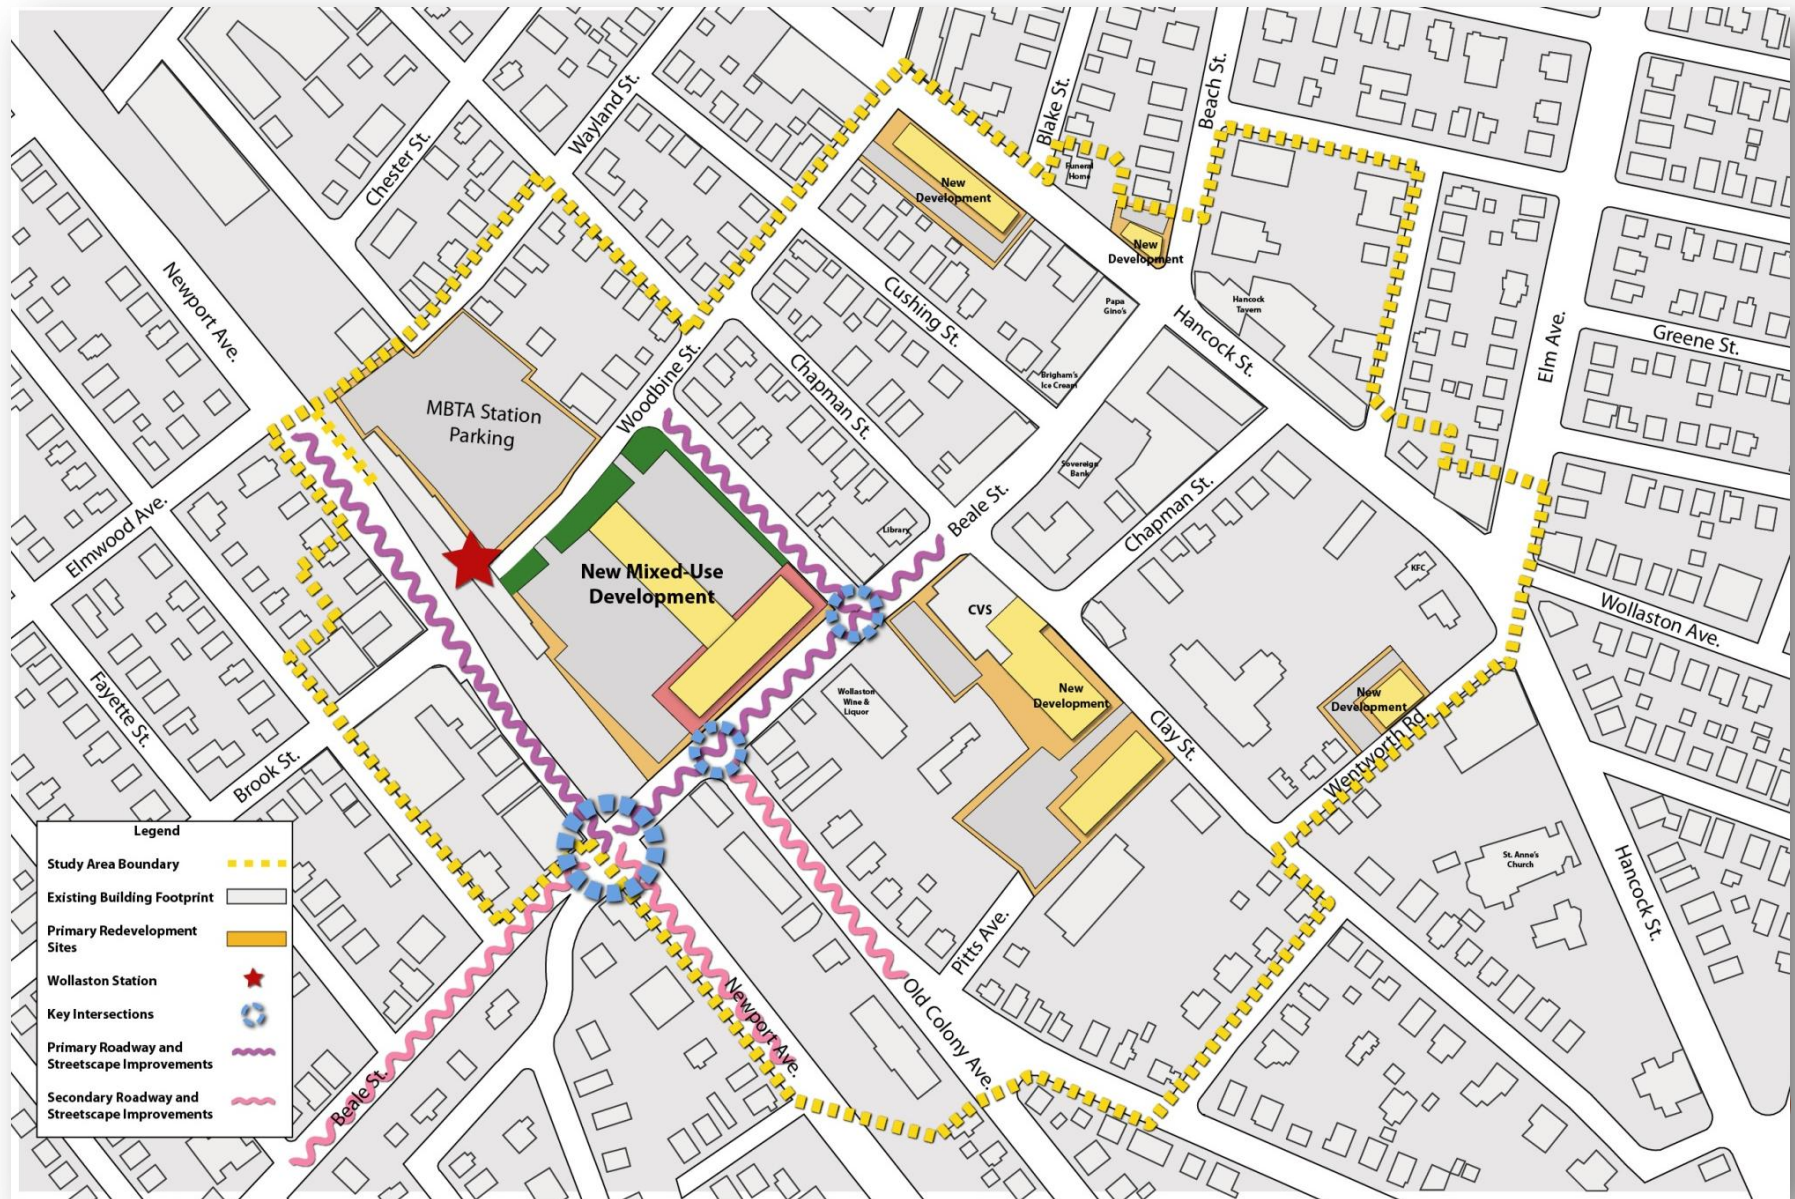 Beach St.
Blake St.
Wayland St.
Chester St.
Funeral
Home
New
Development
New
Development
Newport Ave.
Cushing St.
Papa
Gino's
Hancock
Tavern
Hancock St.
Elm Ave.
Greene St.
Woodbine St.
Chapman St.
Brigham's
Ice Cream
MBTA Station
Parking
Sovereign
Bank
Beale St.
Library
Chapman St.
Elmwood Ave.
KFC
New Mixed-Use
Development
CVS
Wollaston Ave.
Fayette St.
Wollaston
Wine &
Liquor
New
Development
New
Development
Clay St.
Wentworth Rd.
Brook St.
St. Anne's
Church
Hancock St.
Pitts Ave.
Newport Ave.
Old Colony Ave.
Beale St.
Legend
Study Area Boundary
Existing Building Footprint
Primary Redevelopment
Sites
Wollaston Station
Key Intersections
Primary Roadway and
Streetscape Improvements
Secondary Roadway and
Streetscape Improvements